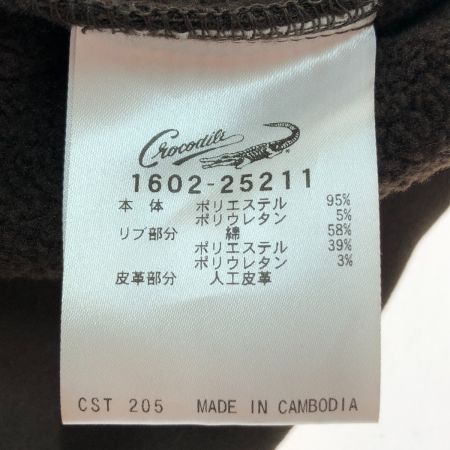 Crocodile
®
1602-25211
本体 ポリエステル 95%
ポリウレタン 5%
リブ部分 綿 58%
ポリエステル 39%
ポリウレタン 3%
皮革部分 人工皮革
CST 205 MADE IN CAMBODIA